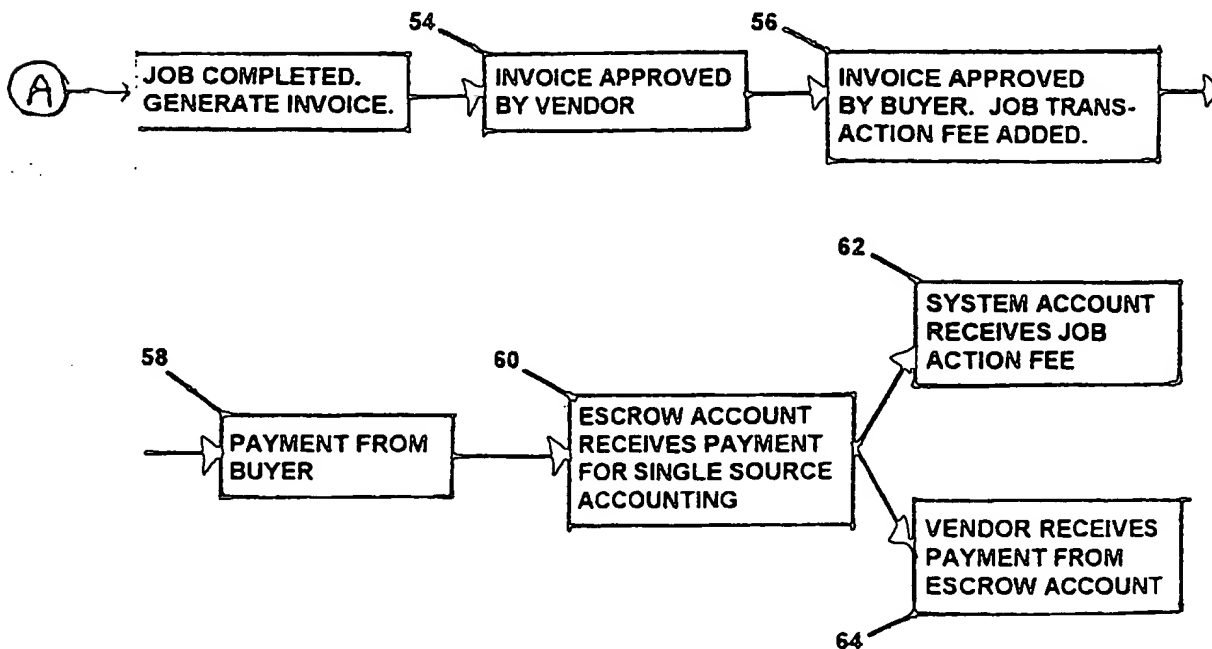 54
56
A
JOB COMPLETED.
GENERATE INVOICE.
INVOICE APPROVED
BY VENDOR
INVOICE APPROVED
BY BUYER. JOB TRANS-
ACTION FEE ADDED.
58
PAYMENT FROM
BUYER
60
ESCROW ACCOUNT
RECEIVES PAYMENT
FOR SINGLE SOURCE
ACCOUNTING
62
SYSTEM ACCOUNT
RECEIVES JOB
ACTION FEE
VENDOR RECEIVES
PAYMENT FROM
ESCROW ACCOUNT
64